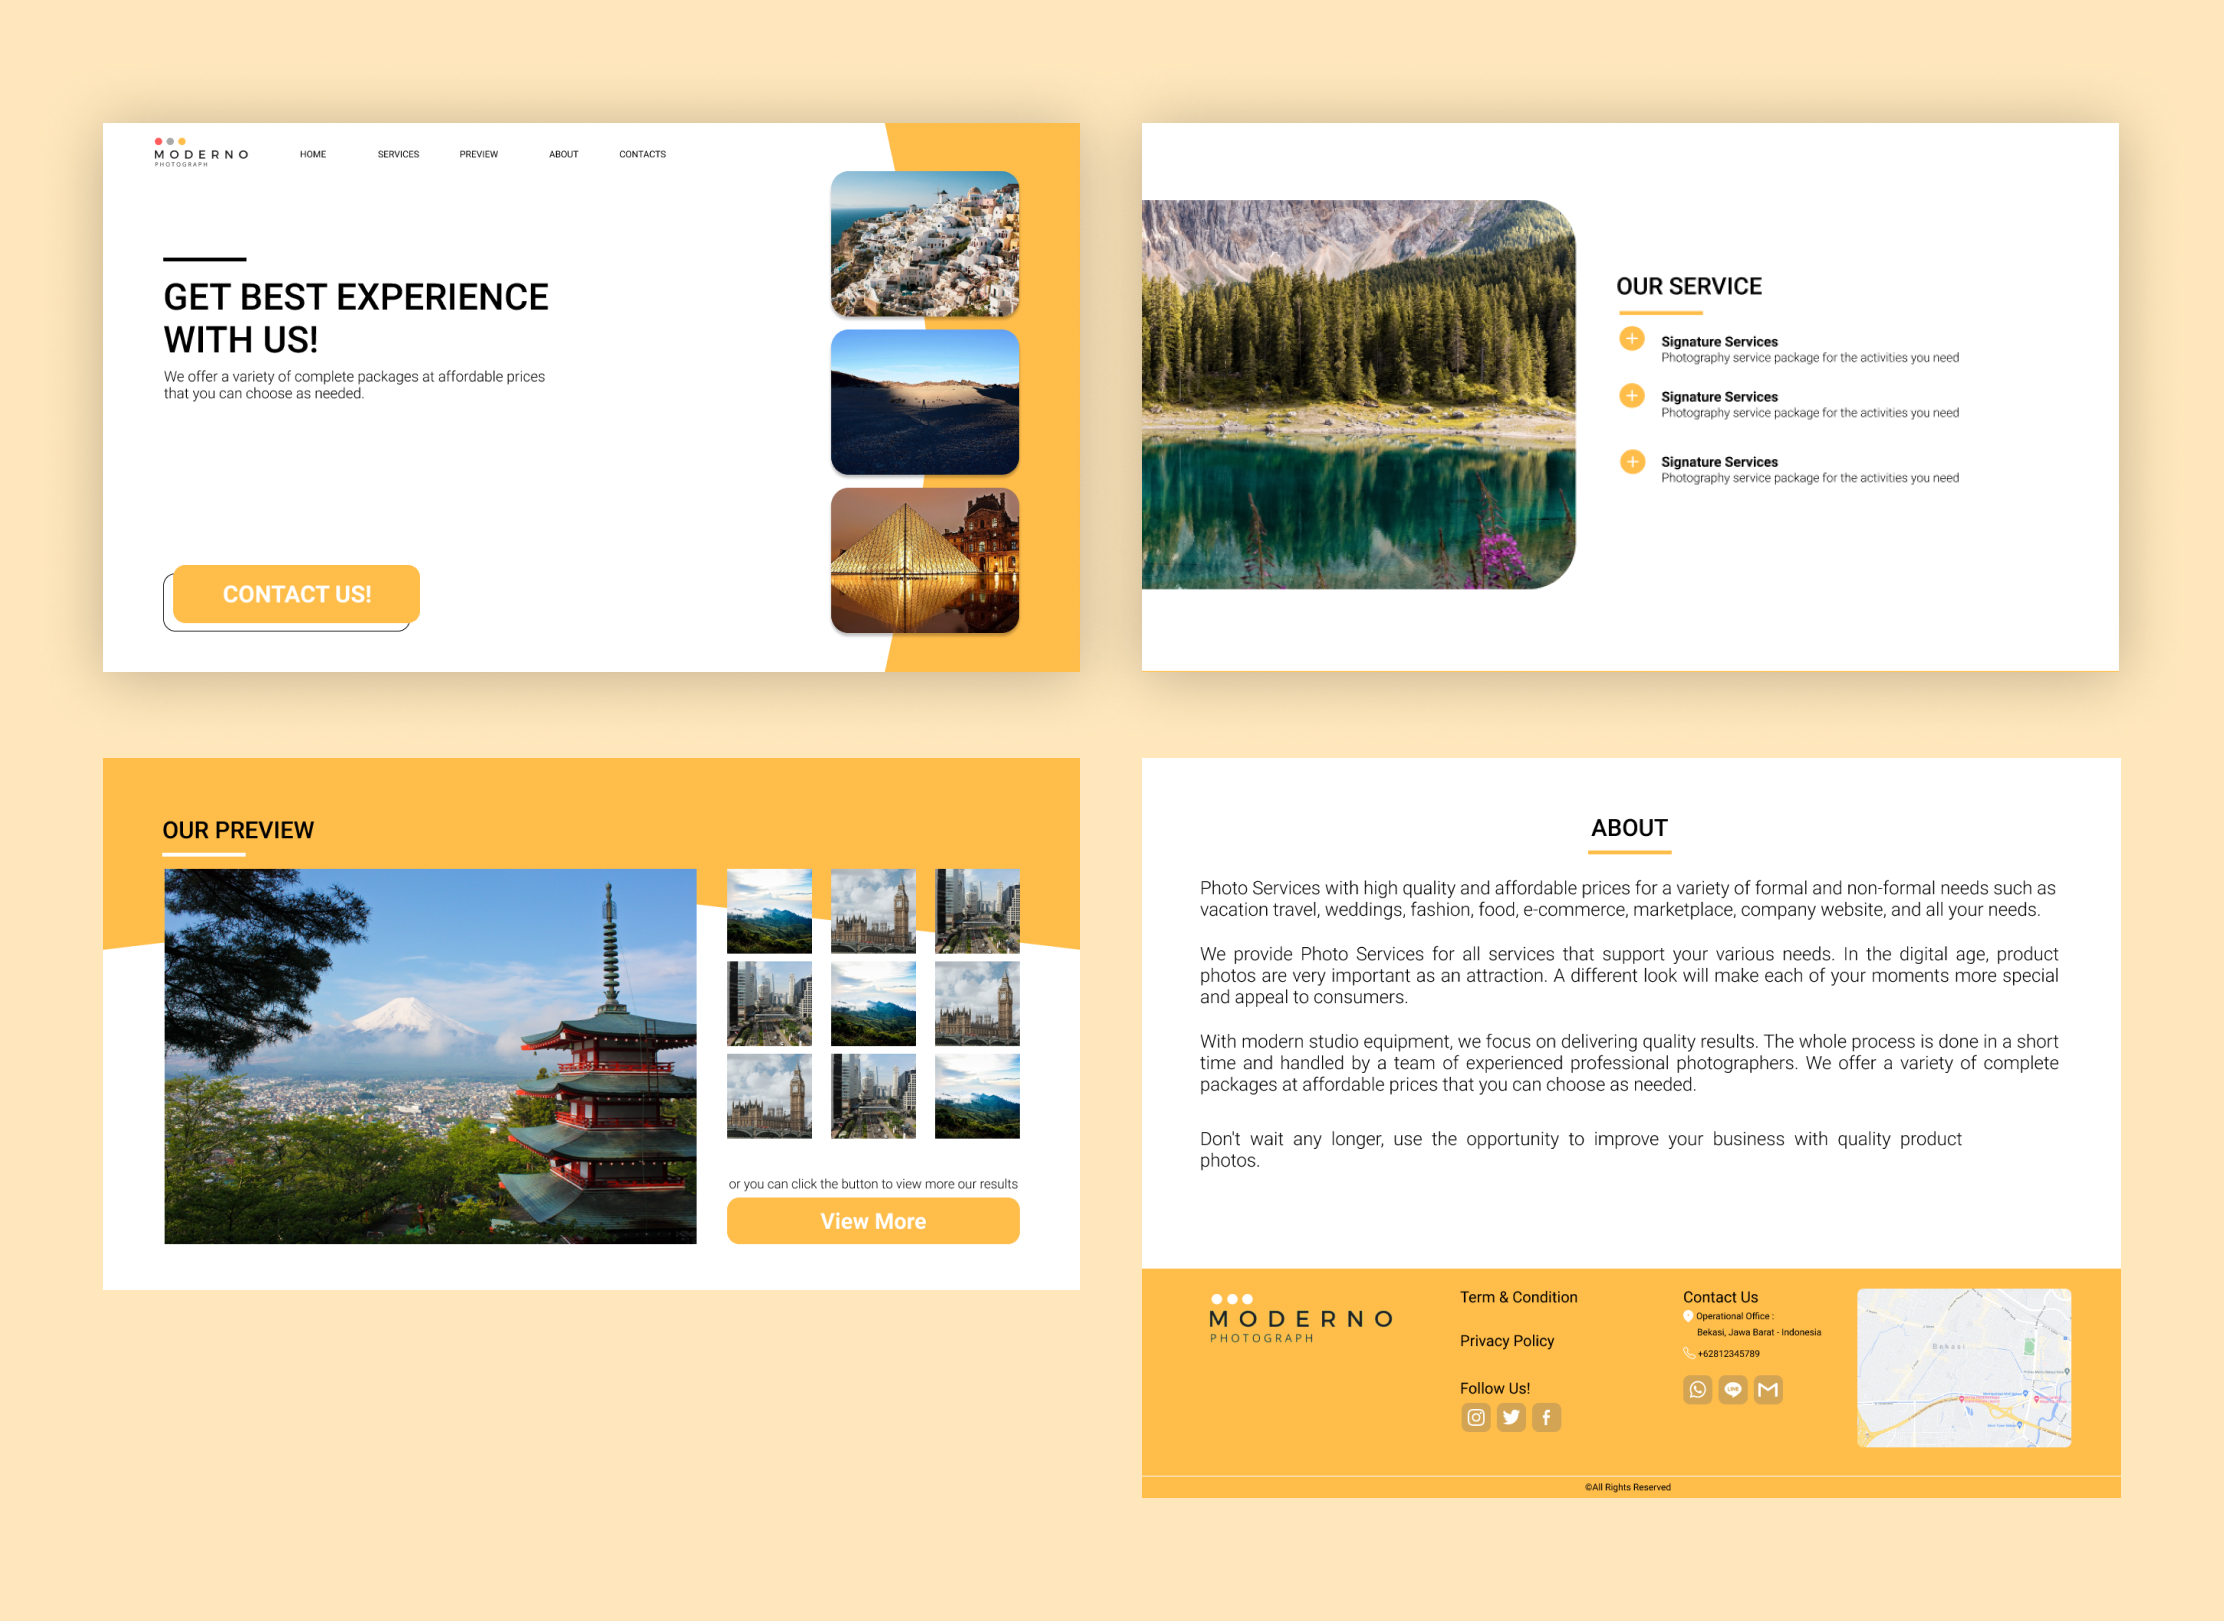 MODERNO
PHOTOGRAPH
HOME SERVICES PREVIEW ABOUT CONTACTS
GET BEST EXPERIENCE
WITH US!
We offer a variety of complete packages at affordable prices
that you can choose as needed.
CONTACT US!
OUR SERVICE
Signature Services
Photography service package for the activities you need
Signature Services
Photography service package for the activities you need
Signature Services
Photography service package for the activities you need
OUR PREVIEW
or you can click the button to view more our results
View More
ABOUT
Photo Services with high quality and affordable prices for a variety of formal and non-formal needs such as
vacation travel, weddings, fashion, food, e-commerce, marketplace, company website, and all your needs.
We provide Photo Services for all services that support your various needs. In the digital age, product
photos are very important as an attraction. A different look will make each of your moments more special
and appeal to consumers.
With modern studio equipment, we focus on delivering quality results. The whole process is done in a short
time and handled by a team of experienced professional photographers. We offer a variety of complete
packages at affordable prices that you can choose as needed.
Don't wait any longer, use the opportunity to improve your business with quality product
photos.
MODERNO
PHOTOGRAPH
Term & Condition
Privacy Policy
Follow Us!
Contact Us
Operational Office :
Bekasi, Jawa Barat - Indonesia
+62812345789
LINE
Bekasi
©All Rights Reserved